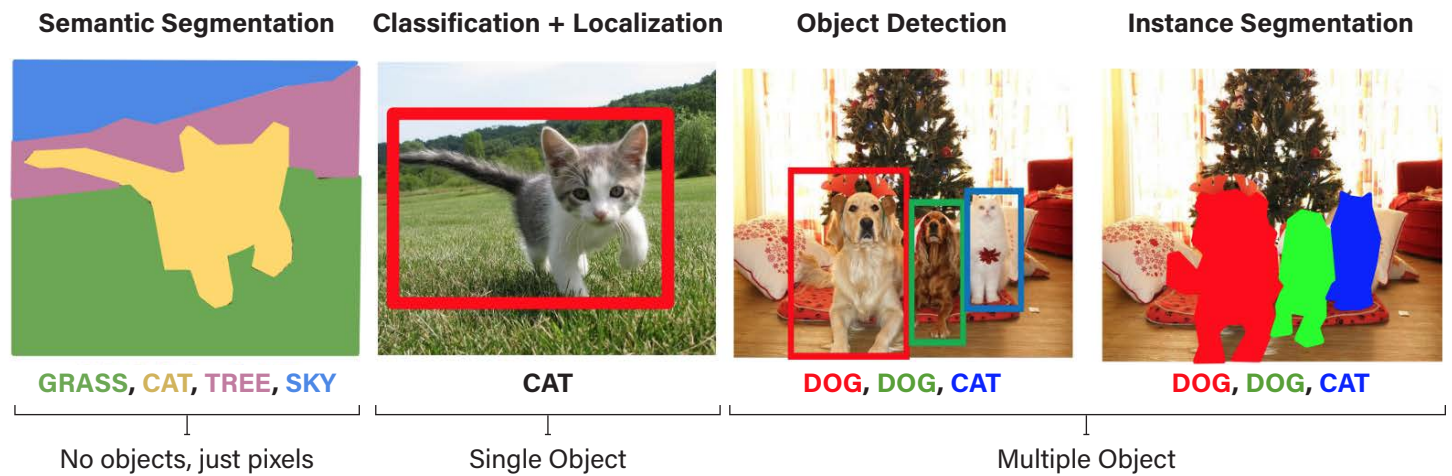 Semantic Segmentation
Classification + Localization
Object Detection
Instance Segmentation
GRASS, CAT, TREE, SKY
CAT
DOG, DOG, CAT
DOG, DOG, CAT
No objects, just pixels
Single Object
Multiple Object